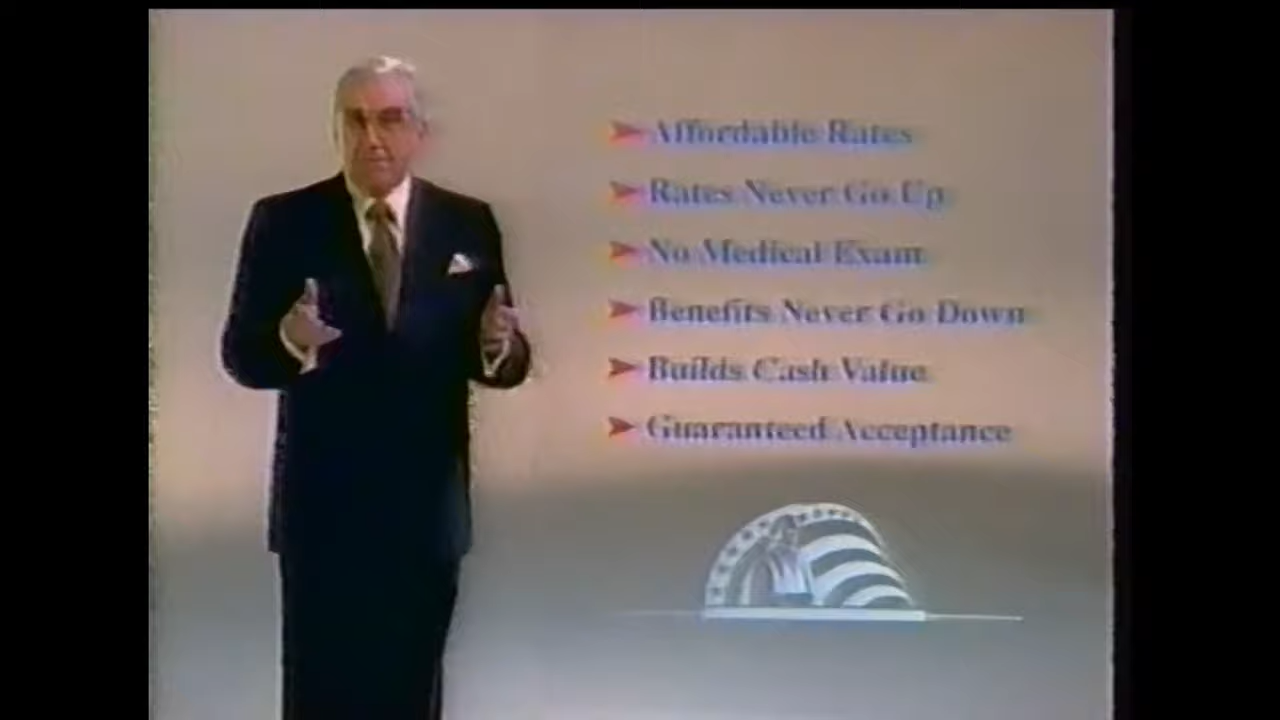 Affordable Rates
Rates Never Go Up
No Medical Exam
Benefits Never Go Down
Builds Cash Value
Guaranteed Acceptance